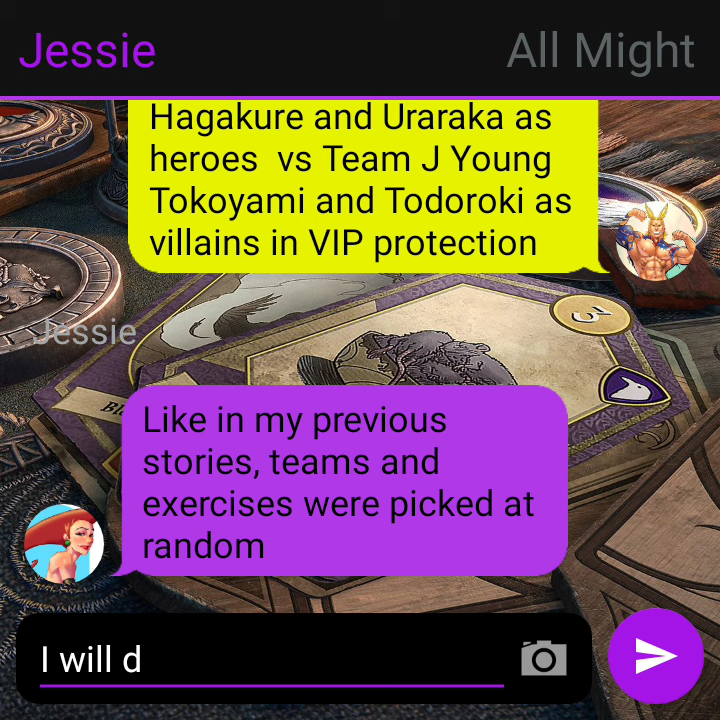 Jessie
All Might
Hagakure and Uraraka as
heroes  vs Team J Young
Tokoyami and Todoroki as
villains in VIP protection
3
Jessie
Like in my previous
stories, teams and
exercises were picked at
random
I will d